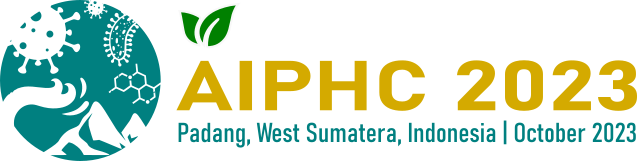 AIPHC 2023
Padang, West Sumatera, Indonesia | October 2023